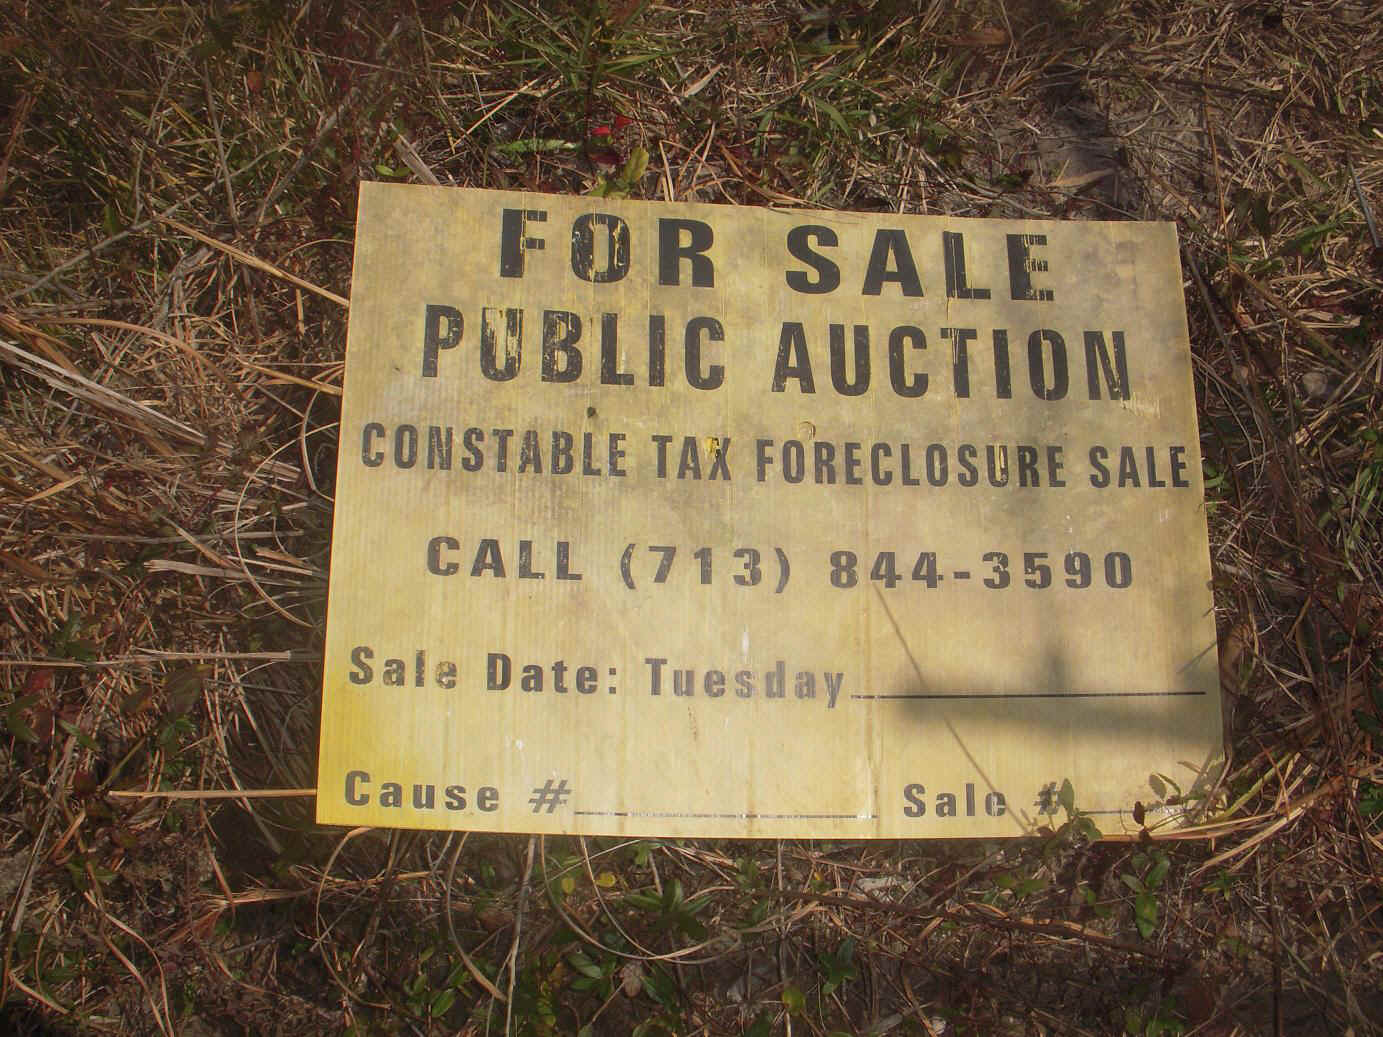 FOR SALE
PUBLIC AUCTION
CONSTABLE TAX FORECLOSURE SALE
CALL (713) 844-3590
Sale Date: Tuesday
Cause # Sale #